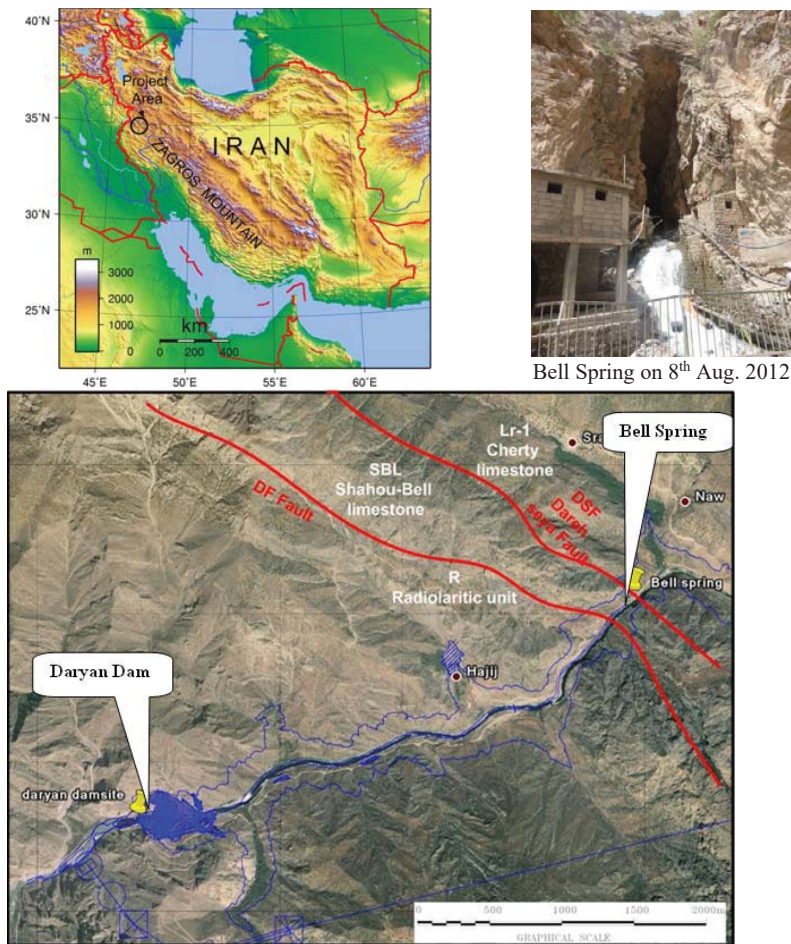 40°N
35°N
30°N
25°N
45°E
50°E
55°E
60°E
Project
Area
IRAN
ZAGROS MOUNTAIN
m
3000
2000
1000
0
km
0 200 400
Bell Spring on 8th Aug. 2012
Bell Spring
Lr-1
Cherty
limestone
SBL
Shahou-Bell
limestone
DF Fault
DSF
Dareh
soya Fault
Naw
Bell spring
R
Radiolaritic unit
Hajij
Daryan Dam
daryan damsite
0 500 1000 1500 2000m
GRAPHICAL SCALE